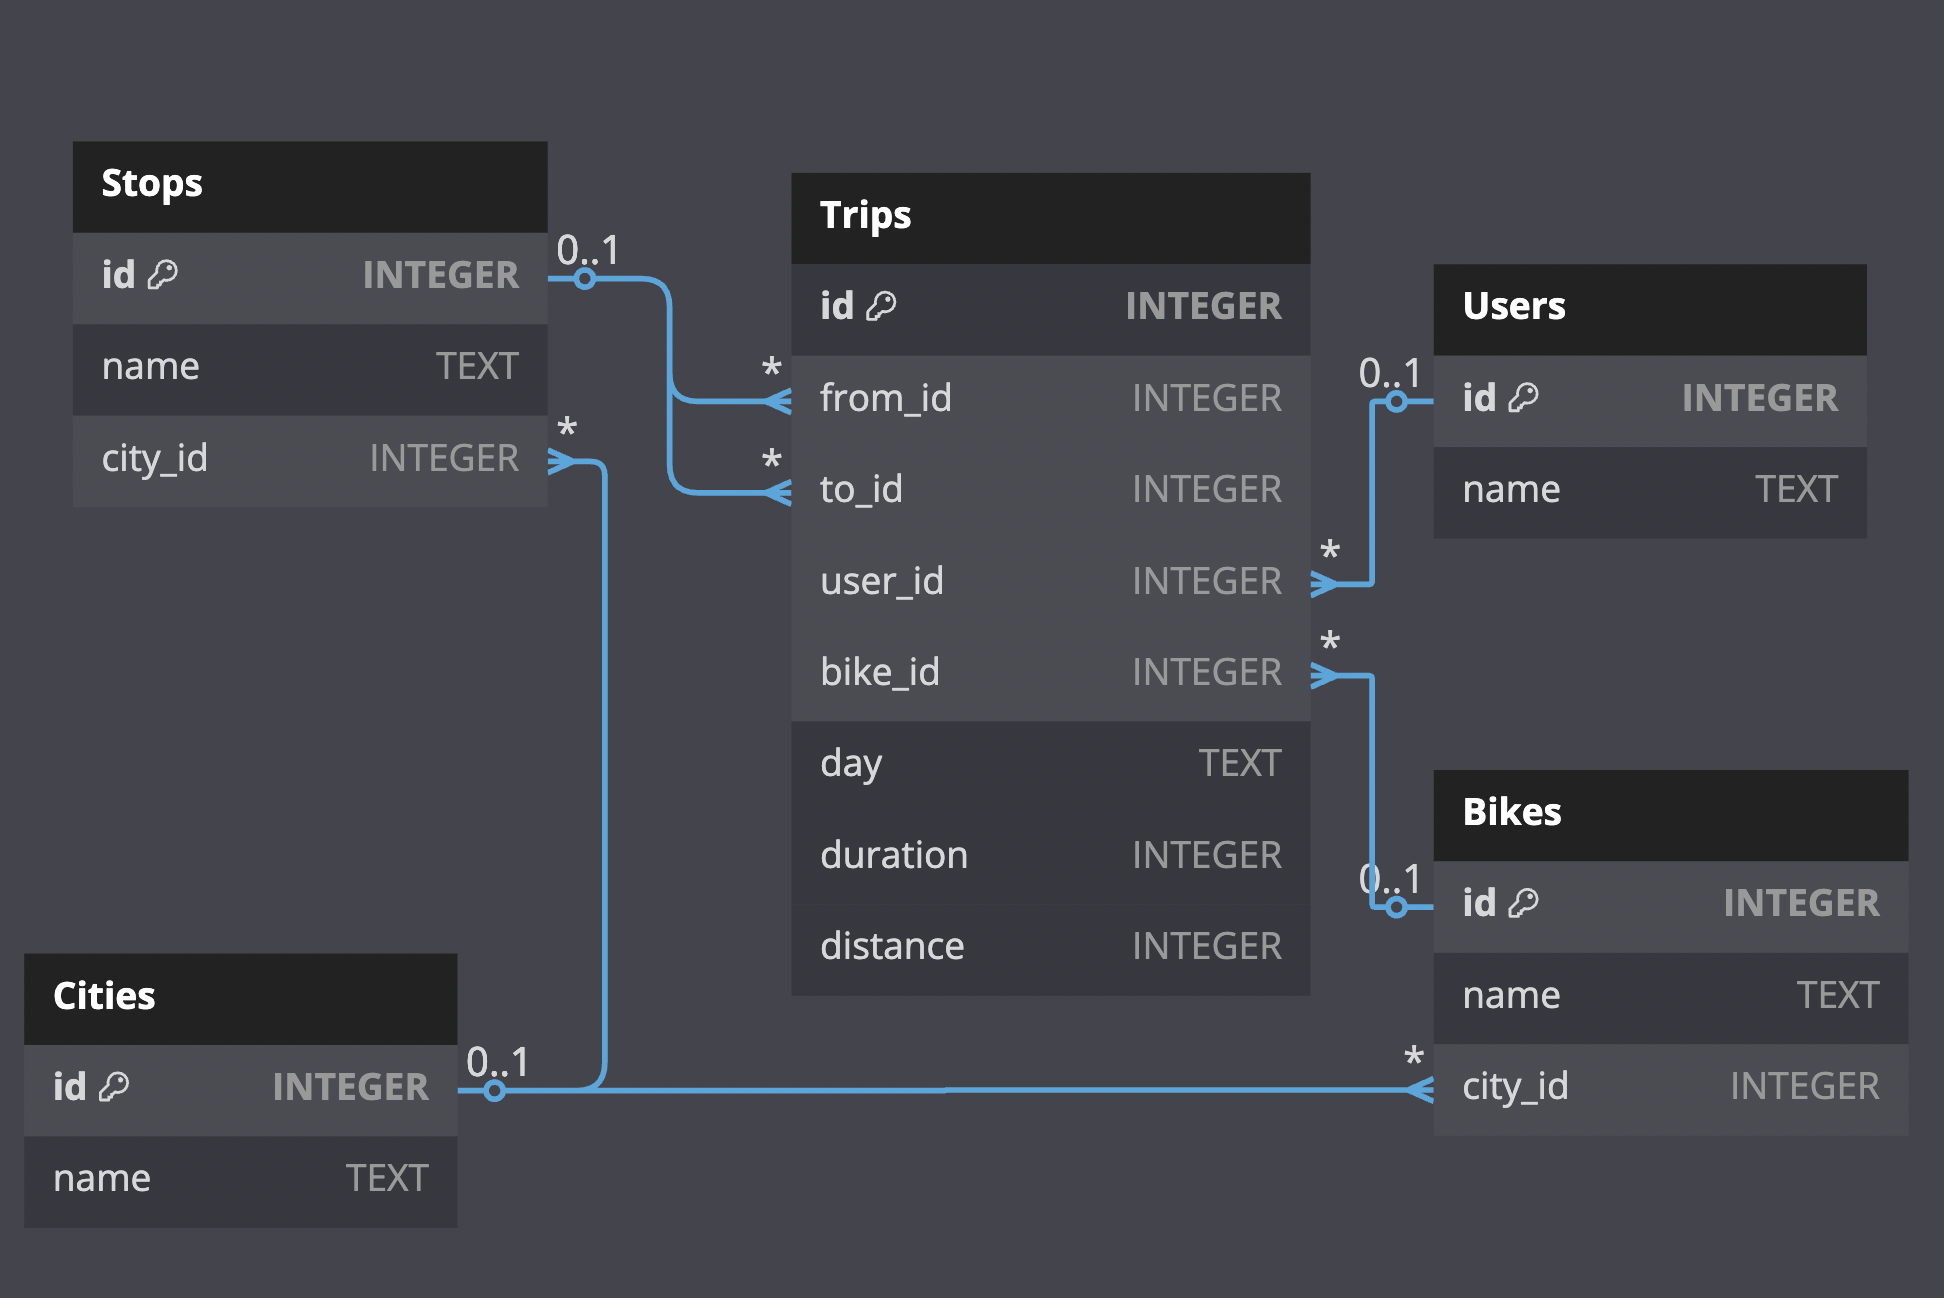 Stops
id INTEGER
name TEXT
city_id INTEGER
0..1
*
Trips
id INTEGER
* from_id INTEGER
* to_id INTEGER
user_id INTEGER *
bike_id INTEGER *
day TEXT
duration INTEGER
distance INTEGER
Users
0..1
id INTEGER
name TEXT
Bikes
0..1
id INTEGER
name TEXT
*
city_id INTEGER
Cities
id INTEGER
0..1
name TEXT